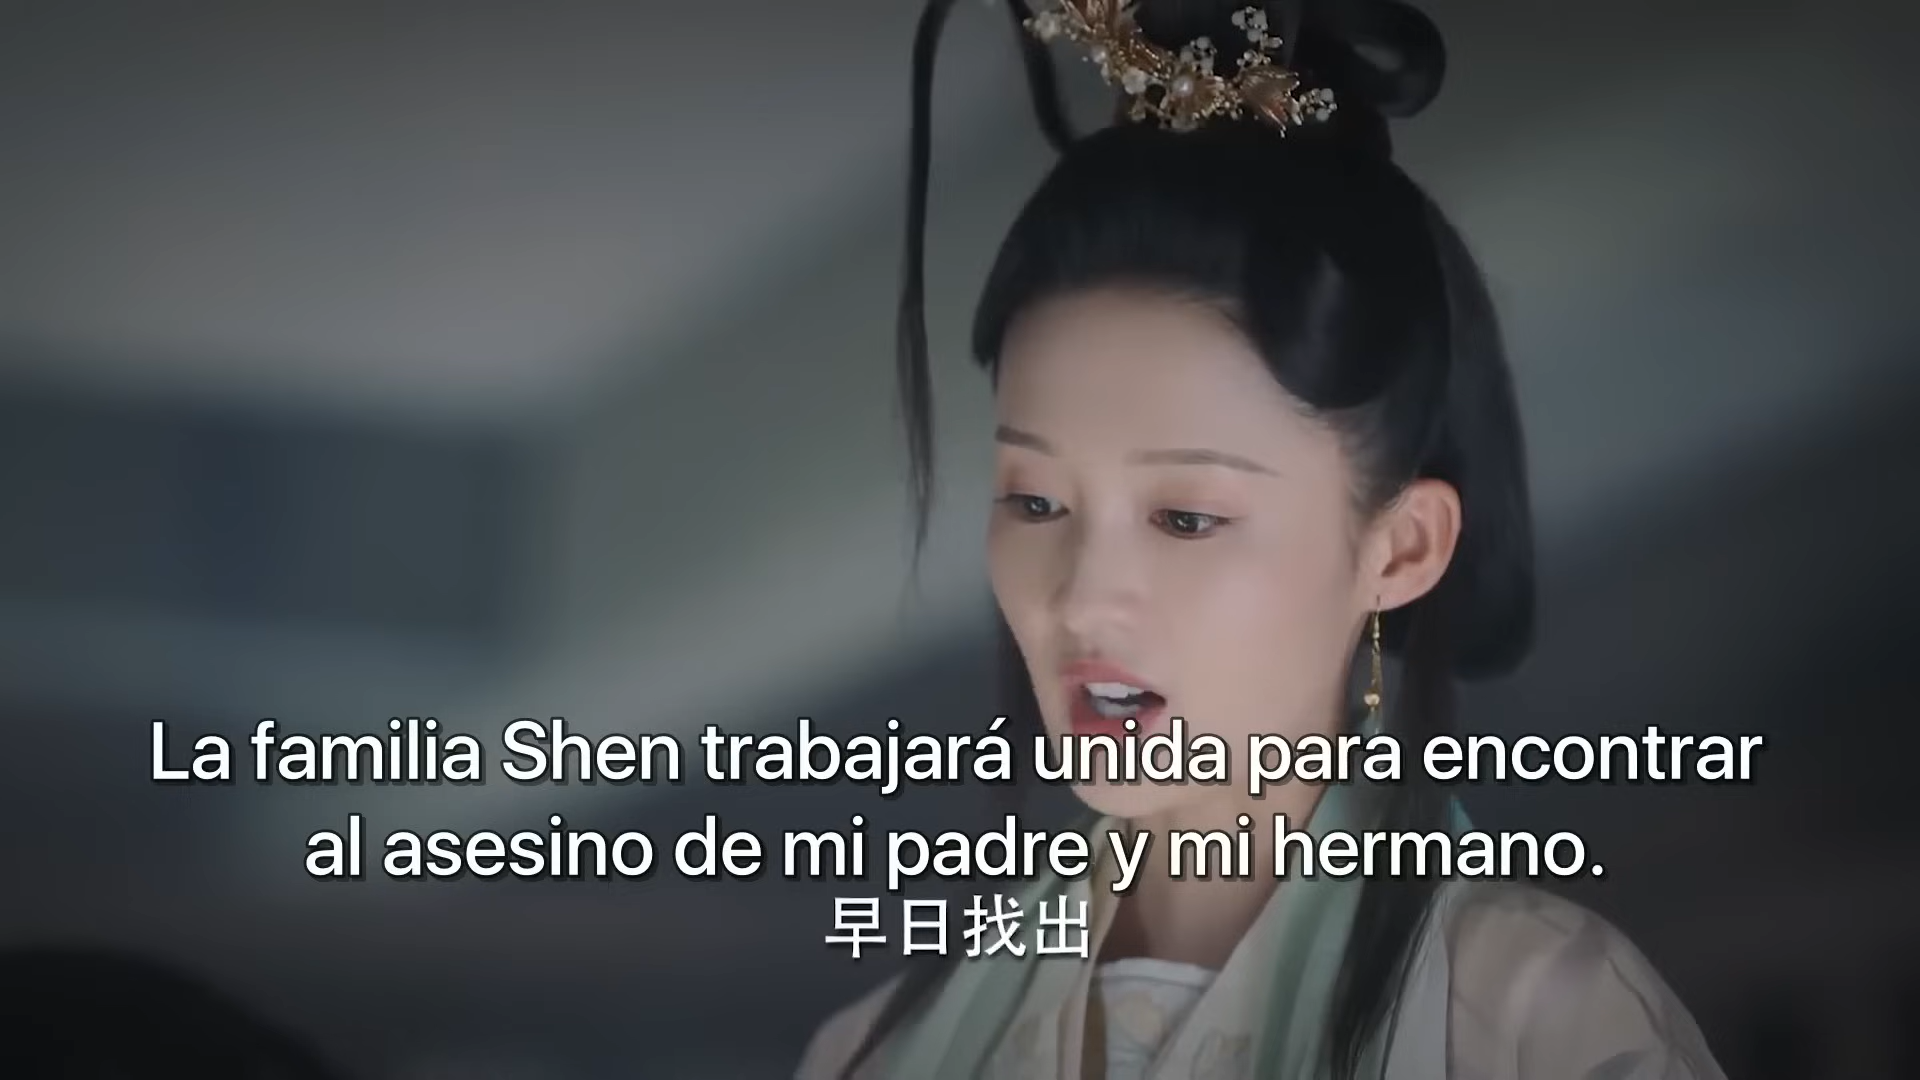 La familia Shen trabajará unida para encontrar
al asesino de mi padre y mi hermano.
早日找出